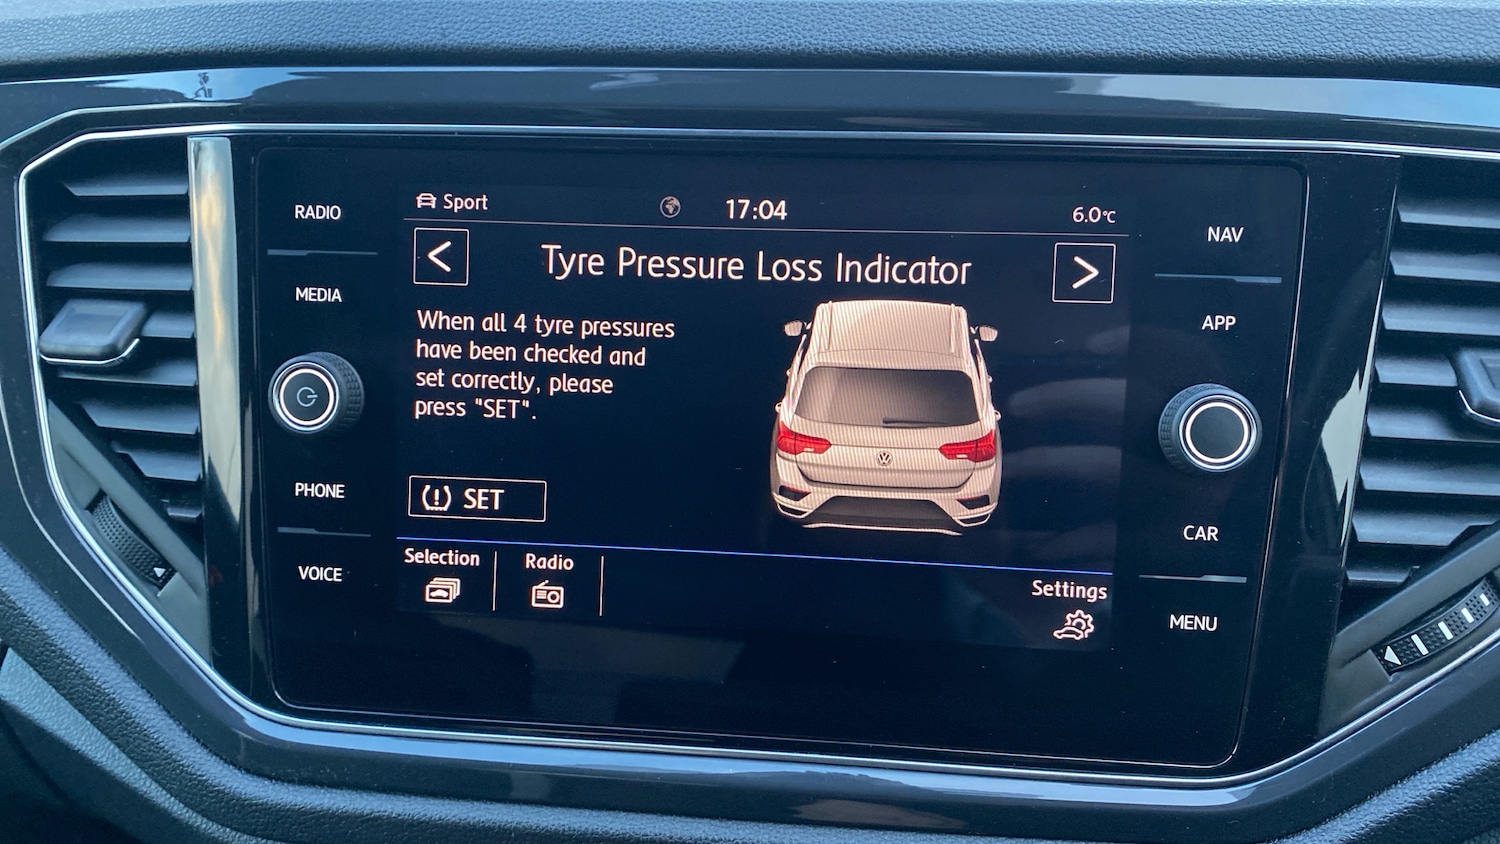 RADIO
MEDIA
PHONE
VOICE
Sport
17:04
6.0°C
<
Tyre Pressure Loss Indicator
>
When all 4 tyre pressures
have been checked and
set correctly, please
press "SET".
(!) SET
Selection
Radio
Settings
NAV
APP
CAR
MENU